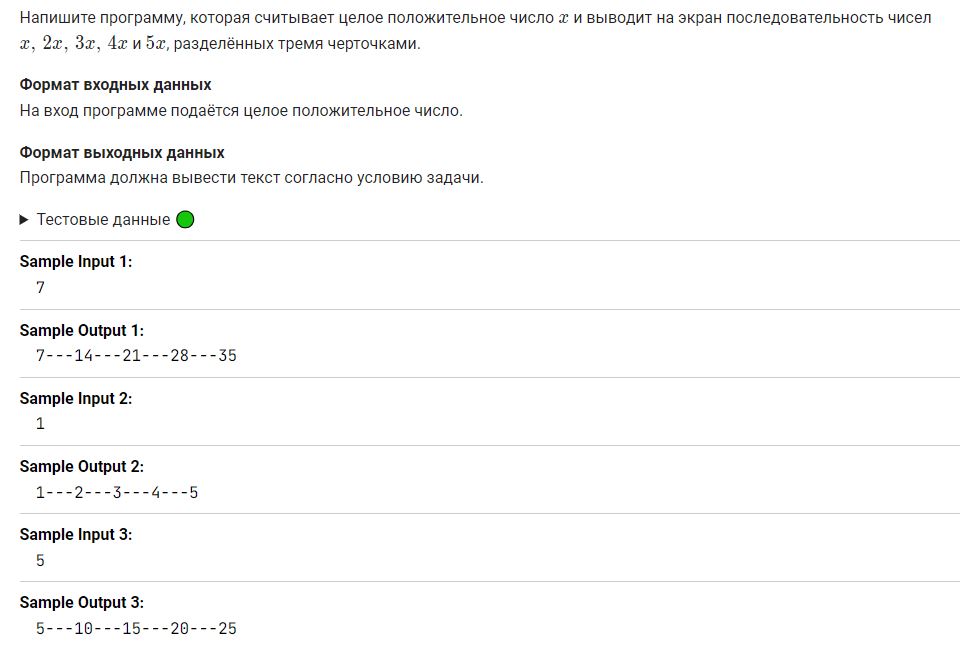 Напишите программу, которая считывает целое положительное число x и выводит на экран последовательность чисел
x, 2x, 3x, 4x и 5x, разделённых тремя черточками.
Формат входных данных
На вход программе подаётся целое положительное число.
Формат выходных данных
Программа должна вывести текст согласно условию задачи.
Тестовые данные
Sample Input 1:
7
Sample Output 1:
7---14---21---28---35
Sample Input 2:
1
Sample Output 2:
1---2---3---4---5
Sample Input 3:
5
Sample Output 3:
5---10---15---20---25